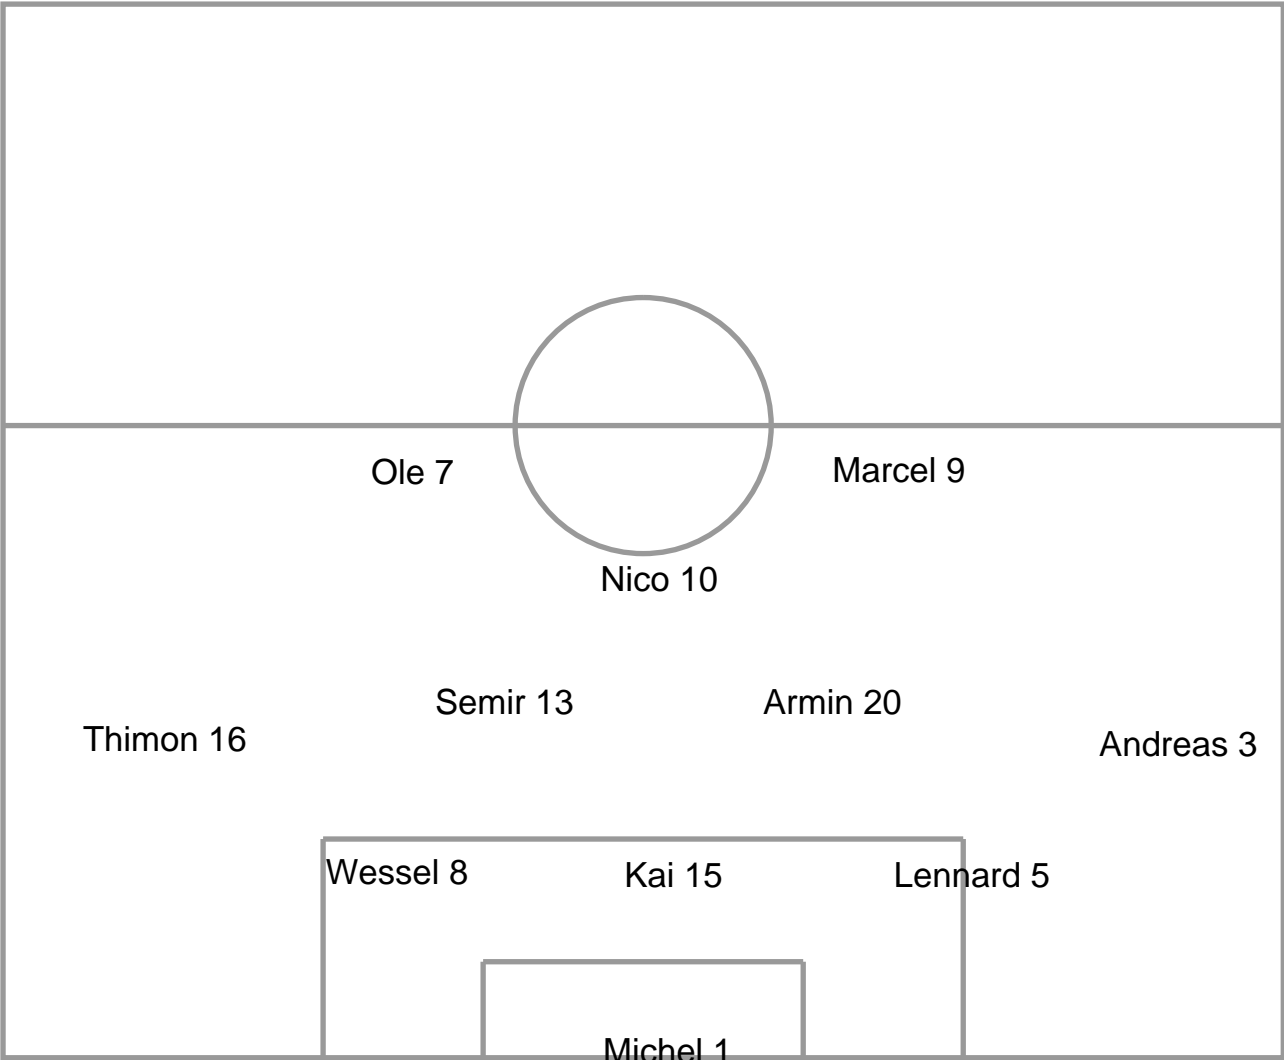 Ole 7
Marcel 9
Nico 10
Semir 13
Armin 20
Thimon 16
Andreas 3
Wessel 8
Kai 15
Lennard 5
Michel 1